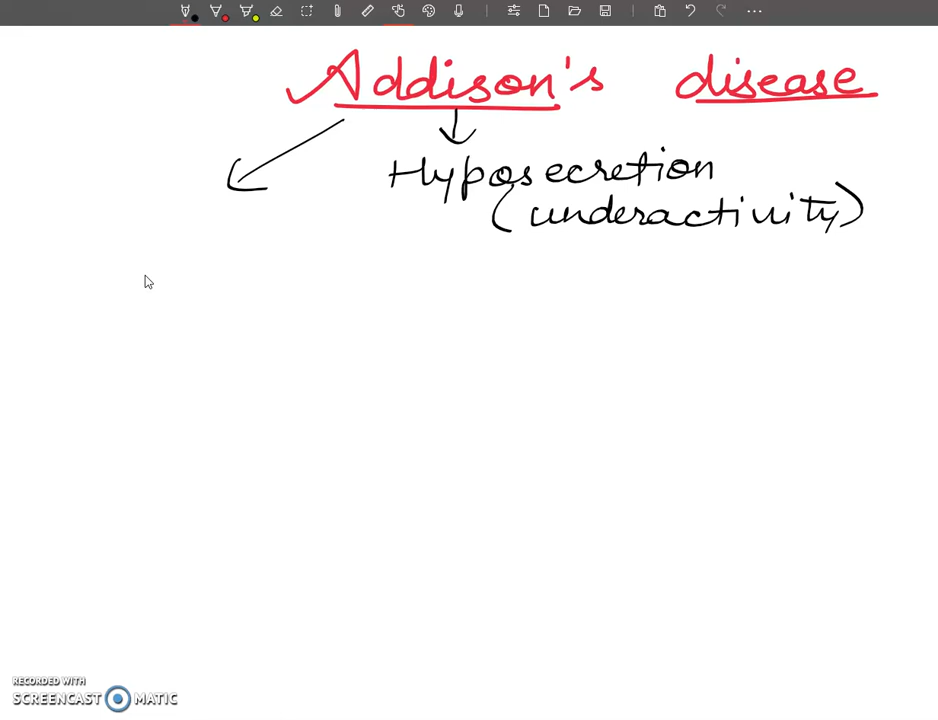 Addison's disease
Hyposecretion
(underactivity)
RECORDED WITH
SCREENCAST MATIC